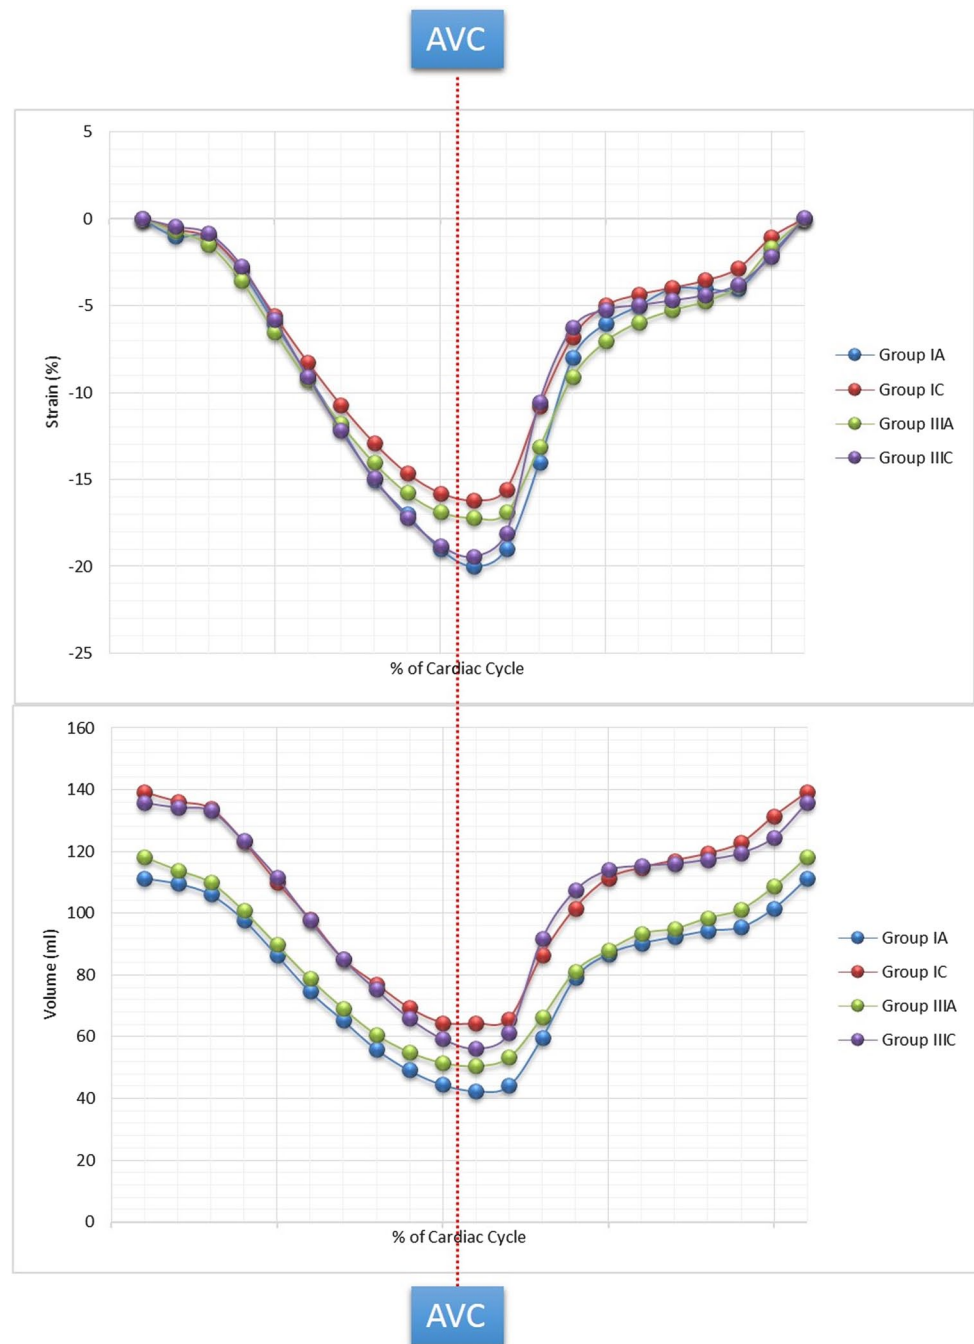 AVC
5
0
-5
-10
-15
-20
-25
Strain (%)
% of Cardiac Cycle
Group IA
Group IC
Group IIIA
Group IIIC
160
140
120
100
80
60
40
20
0
Volume (ml)
% of Cardiac Cycle
Group IA
Group IC
Group IIIA
Group IIIC
AVC